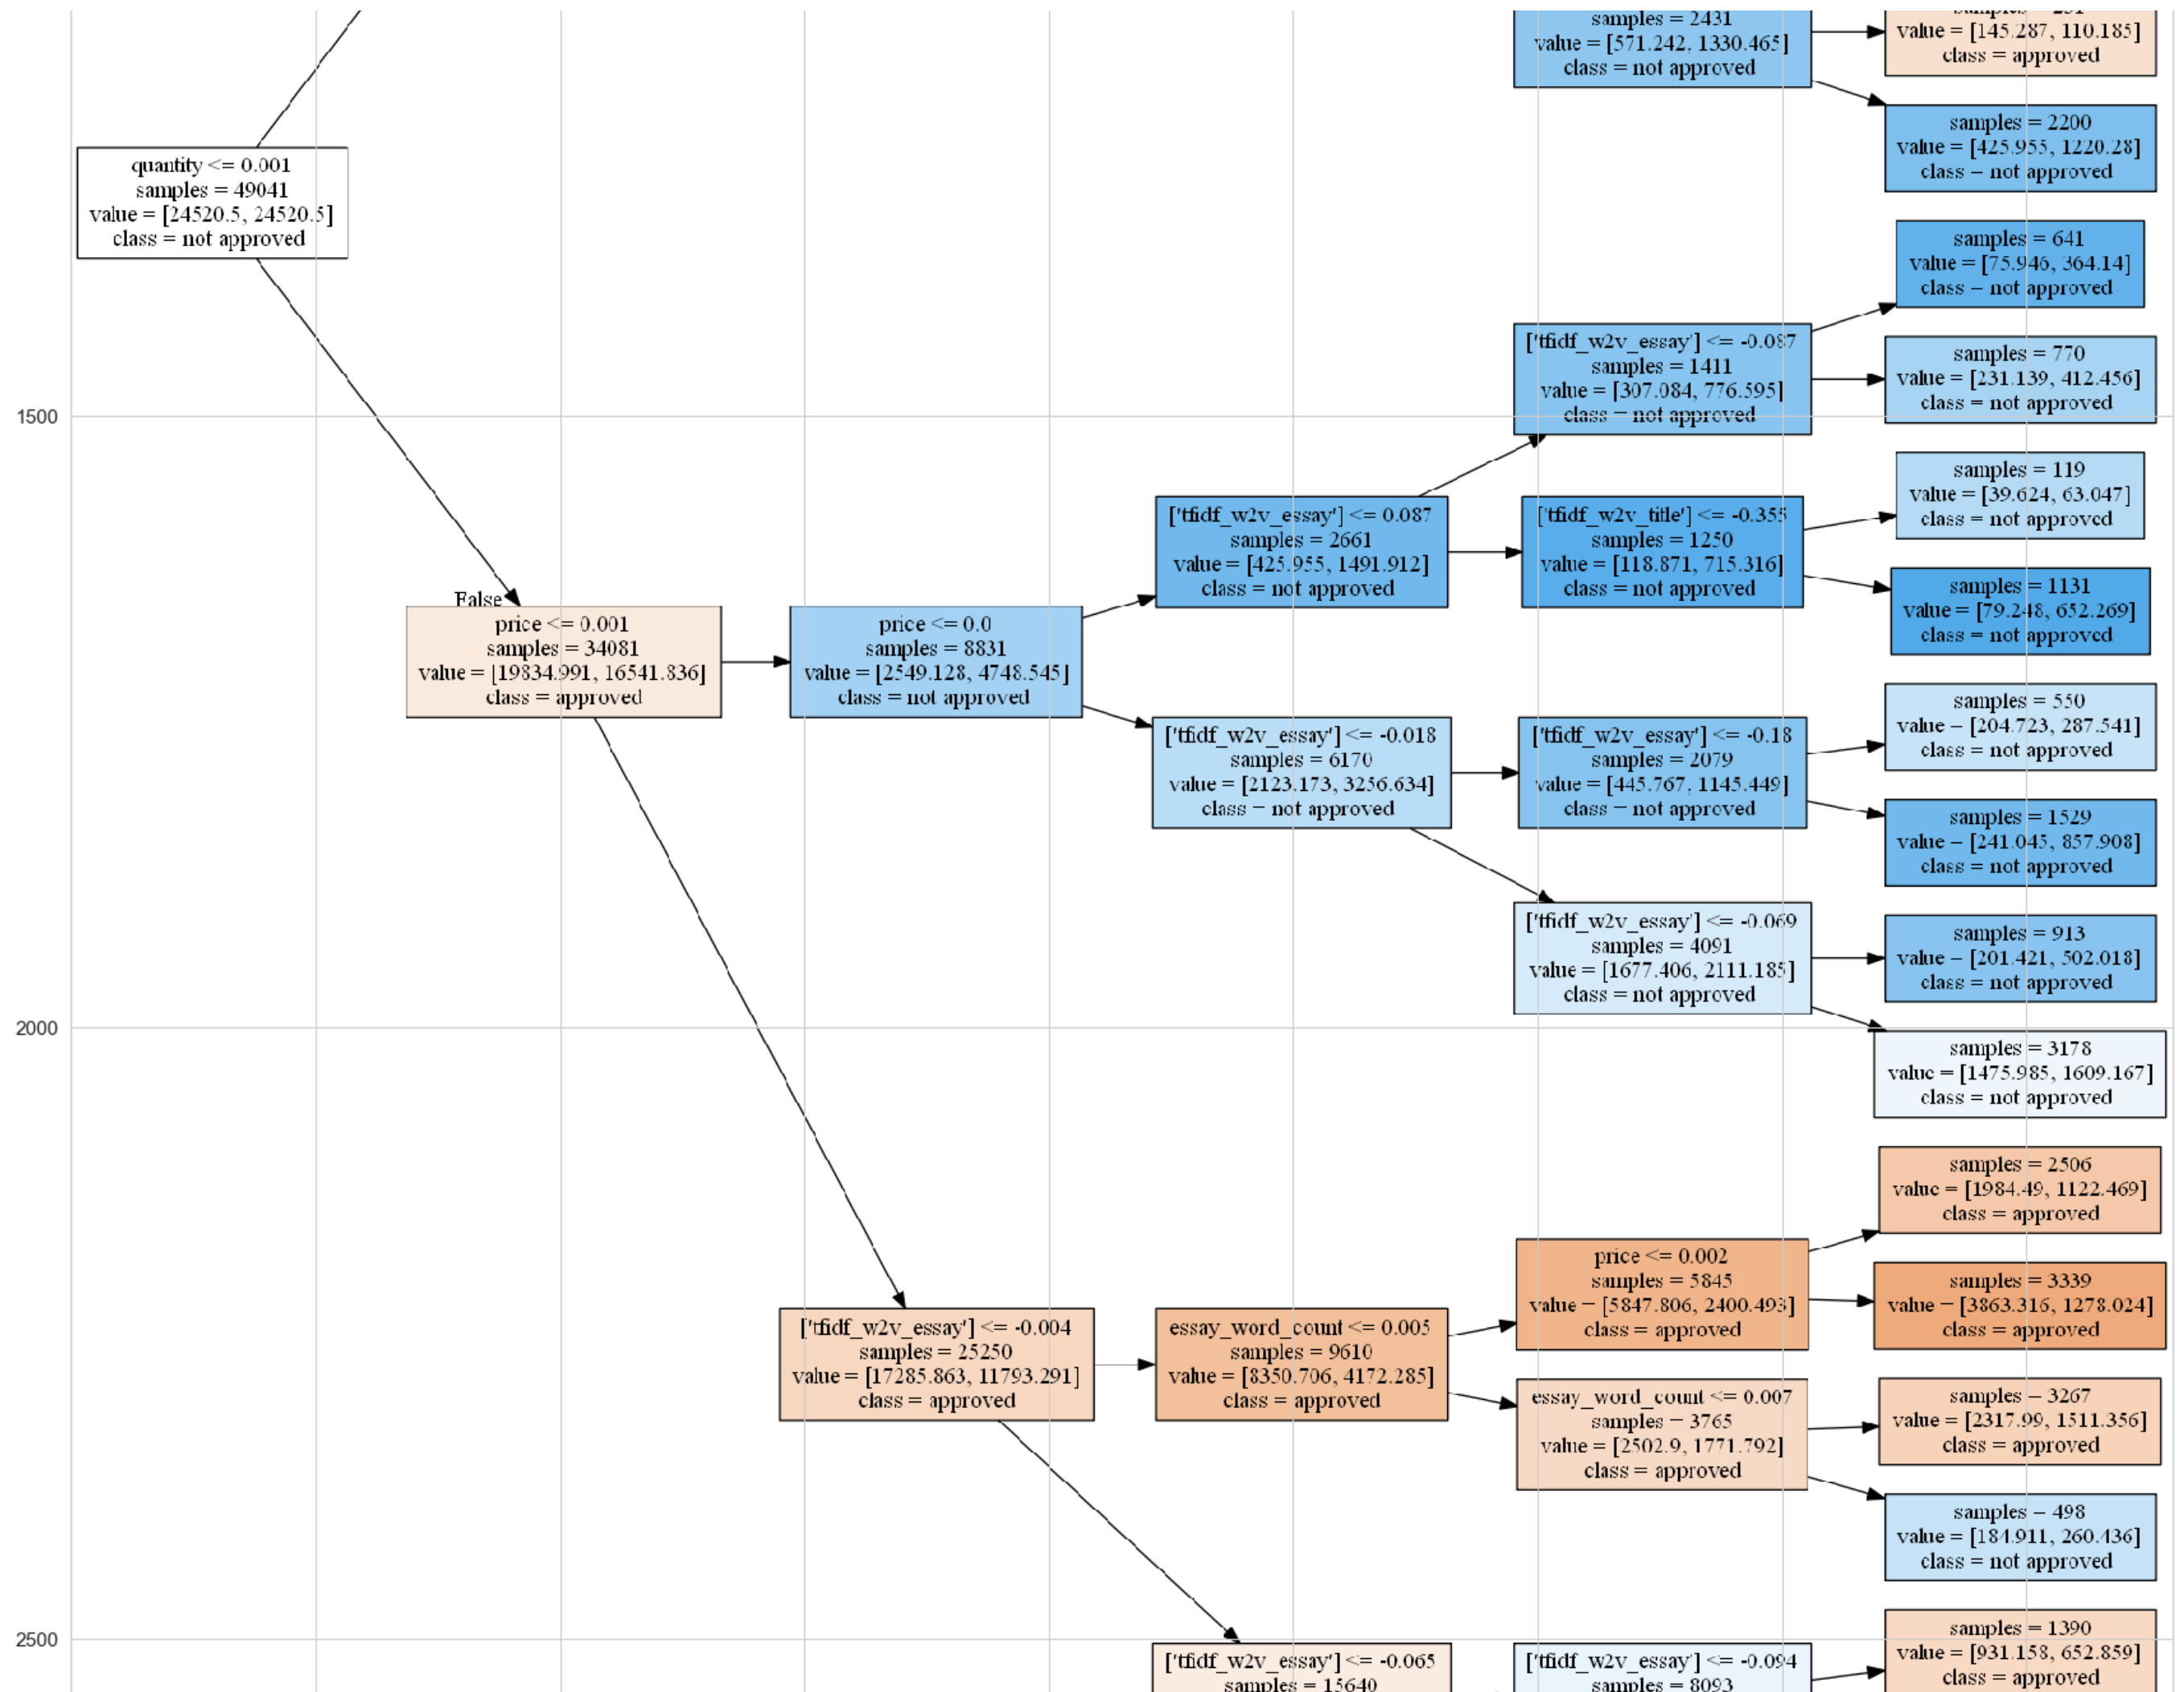 samples = 2431
value = [571.242, 1330.465]
class = not approved
value = [145.287, 110.185]
class = approved
samples = 2200
value = [425.955, 1220.28]
class = not approved
quantity <= 0.001
samples = 49041
value = [24520.5, 24520.5]
class = not approved
samples = 641
value = [75.946, 364.14]
class = not approved
['tfidf_w2v_essay'] <= -0.087
samples = 1411
value = [307.084, 776.595]
class = not approved
samples = 770
value = [231.139, 412.456]
class = not approved
1500
samples = 119
value = [39.624, 63.047]
class = not approved
['tfidf_w2v_essay'] <= 0.087
samples = 2661
value = [425.955, 1491.912]
class = not approved
['tfidf_w2v_title'] <= -0.355
samples = 1250
value = [118.871, 715.316]
class = not approved
samples = 1131
value = [79.248, 652.269]
class = not approved
False
price <= 0.001
samples = 34081
value = [19834.991, 16541.836]
class = approved
price <= 0.0
samples = 8831
value = [2549.128, 4748.545]
class = not approved
samples = 550
value = [204.723, 287.541]
class = not approved
['tfidf_w2v_essay'] <= -0.018
samples = 6170
value = [2123.173, 3256.634]
class = not approved
['tfidf_w2v_essay'] <= -0.18
samples = 2079
value = [445.767, 1145.449]
class = not approved
samples = 1529
value = [241.045, 857.908]
class = not approved
['tfidf_w2v_essay'] <= -0.069
samples = 4091
value = [1677.406, 2111.185]
class = not approved
samples = 913
value = [201.421, 502.018]
class = not approved
2000
samples = 3178
value = [1475.985, 1609.167]
class = not approved
samples = 2506
value = [1984.49, 1122.469]
class = approved
price <= 0.002
samples = 5845
value = [5847.806, 2400.493]
class = approved
samples = 3339
value = [3863.316, 1278.024]
class = approved
['tfidf_w2v_essay'] <= -0.004
samples = 25250
value = [17285.863, 11793.291]
class = approved
essay_word_count <= 0.005
samples = 9610
value = [8350.706, 4172.285]
class = approved
essay_word_count <= 0.007
samples = 3765
value = [2502.9, 1771.792]
class = approved
samples = 3267
value = [2317.99, 1511.356]
class = approved
samples = 498
value = [184.911, 260.436]
class = not approved
2500
samples = 1390
value = [931.158, 652.859]
class = approved
['tfidf_w2v_essay'] <= -0.065
samples = 15640
['tfidf_w2v_essay'] <= -0.094
samples = 8093